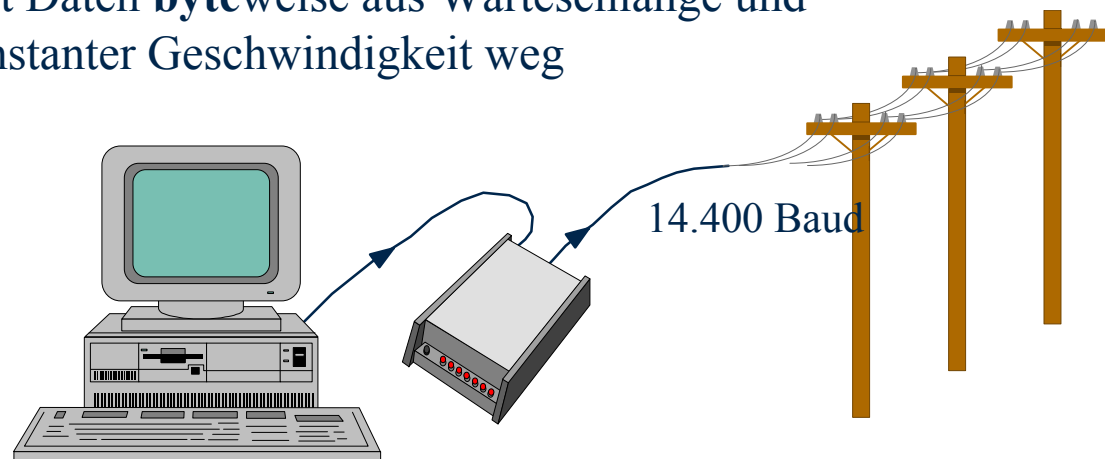 t Daten byteweise aus Warteschlange und
nstanter Geschwindigkeit weg
14.400 Baud